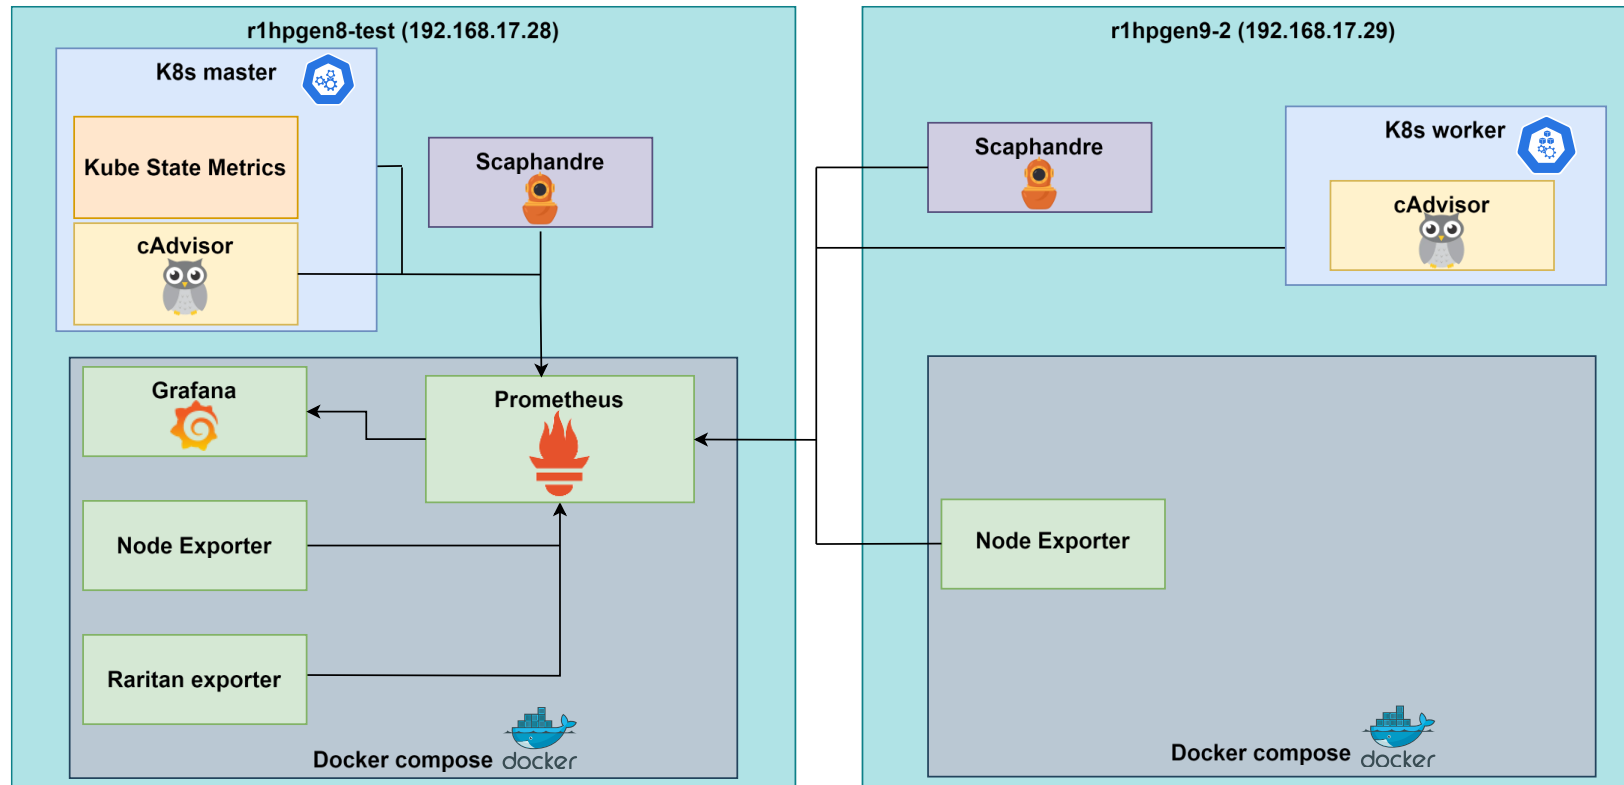 r1hpgen8-test (192.168.17.28)
K8s master
Kube State Metrics
cAdvisor
Scaphandre
Grafana
Prometheus
Node Exporter
Raritan exporter
Docker compose
docker
r1hpgen9-2 (192.168.17.29)
Scaphandre
K8s worker
cAdvisor
Node Exporter
Docker compose
docker